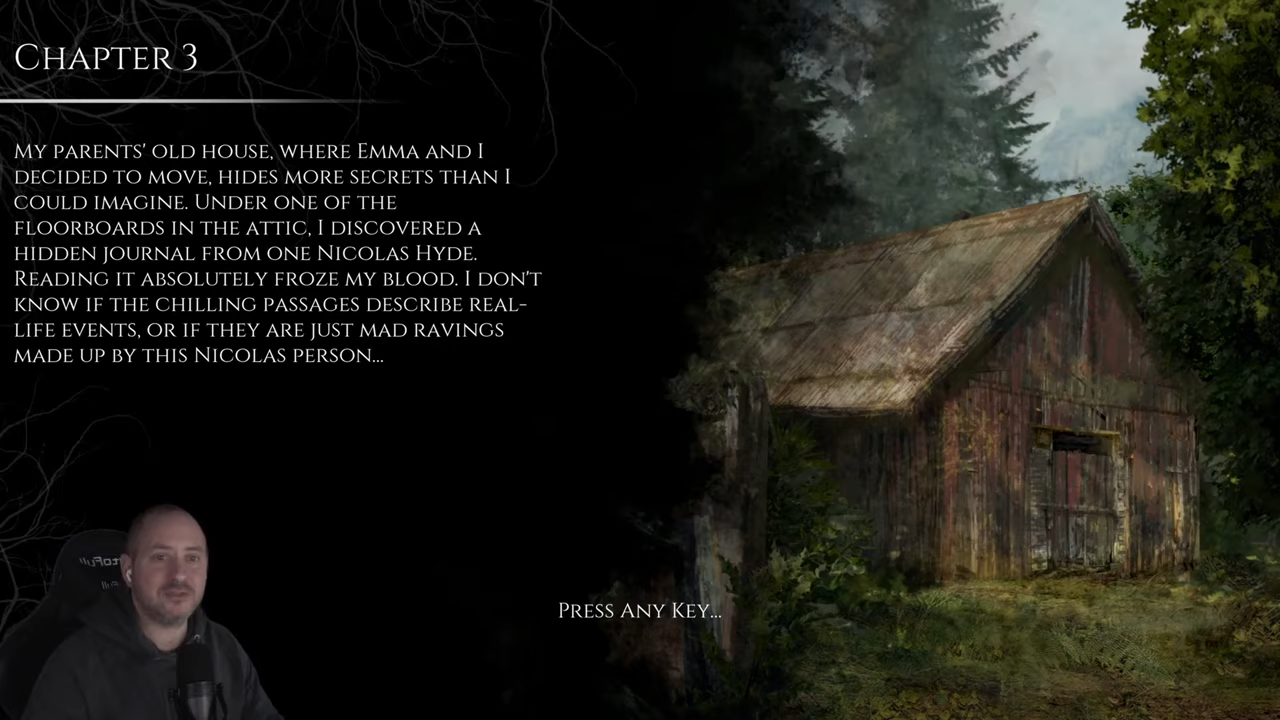 Chapter 3
My parents' old house, where Emma and I
decided to move, hides more secrets than I
could imagine. Under one of the
floorboards in the attic, I discovered a
hidden journal from one Nicolas Hyde.
Reading it absolutely froze my blood. I don't
know if the chilling passages describe real-
life events, or if they are just mad ravings
made up by this Nicolas person...
Press Any Key...